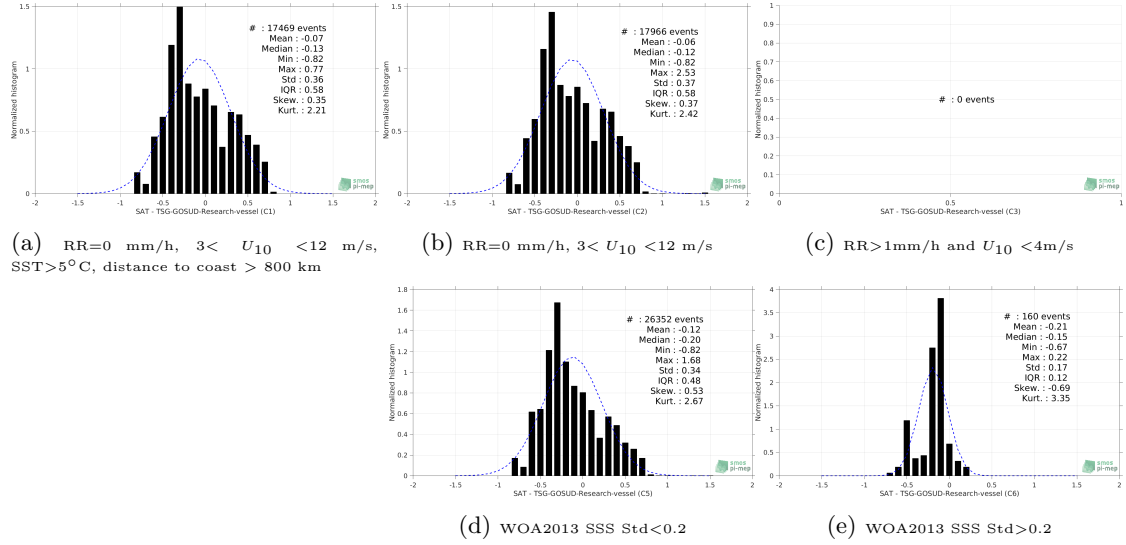 1.5
1
0.5
0
-2 -1.5 -1 -0.5 0 0.5 1 1.5 2
Normalized histogram
SAT - TSG-GOSUD-Research-vessel (C1)
# : 17469 events
Mean : -0.07
Median : -0.13
Min : -0.82
Max : 0.77
Std : 0.36
IQR : 0.58
Skew. : 0.35
Kurt. : 2.21
smos
pi-mep
(a) RR=0 mm/h, 3< U10 <12 m/s,
SST>5°C, distance to coast > 800 km
1.5
1
0.5
0
-2 -1.5 -1 -0.5 0 0.5 1 1.5 2
Normalized histogram
SAT - TSG-GOSUD-Research-vessel (C2)
# : 17966 events
Mean : -0.06
Median : -0.12
Min : -0.82
Max : 2.53
Std : 0.37
IQR : 0.58
Skew. : 0.37
Kurt. : 2.42
smos
pi-mep
(b) RR=0 mm/h, 3< U10 <12 m/s
1
0.9
0.8
0.7
0.6
0.5
0.4
0.3
0.2
0.1
0
0 0.5 1
Normalized histogram
SAT - TSG-GOSUD-Research-vessel (C3)
# : 0 events
smos
pi-mep
(c) RR>1mm/h and U10 <4m/s
1.8
1.6
1.4
1.2
1
0.8
0.6
0.4
0.2
0
-2 -1.5 -1 -0.5 0 0.5 1 1.5 2
Normalized histogram
SAT - TSG-GOSUD-Research-vessel (C5)
# : 26352 events
Mean : -0.12
Median : -0.20
Min : -0.82
Max : 1.68
Std : 0.34
IQR : 0.48
Skew. : 0.53
Kurt. : 2.67
smos
pi-mep
(d) WOA2013 SSS Std<0.2
4
3.5
3
2.5
2
1.5
1
0.5
0
-2 -1.5 -1 -0.5 0 0.5 1 1.5 2
Normalized histogram
SAT - TSG-GOSUD-Research-vessel (C6)
# : 160 events
Mean : -0.21
Median : -0.15
Min : -0.67
Max : 0.22
Std : 0.17
IQR : 0.12
Skew. : -0.69
Kurt. : 3.35
smos
pi-mep
(e) WOA2013 SSS Std>0.2